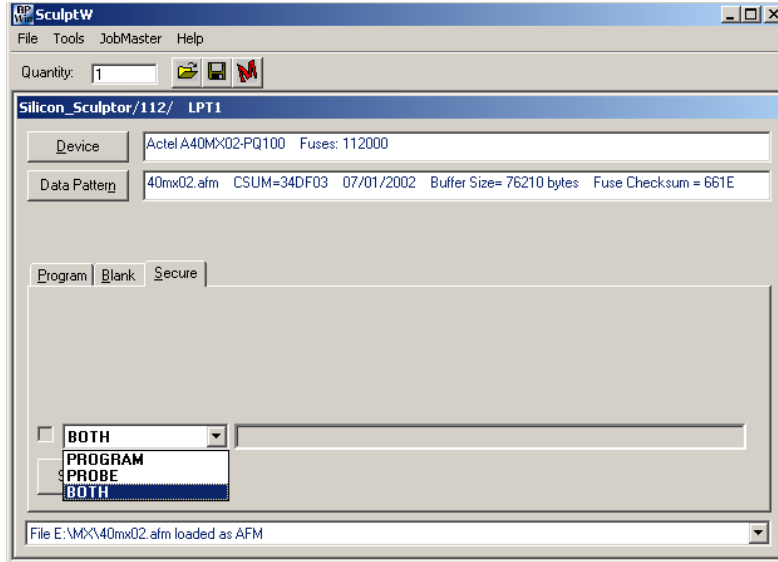 BP
Win SculptW
File Tools JobMaster Help
Quantity: 1
Silicon_Sculptor/112/ LPT1
Device Actel A40MX02-PQ100 Fuses: 112000
Data Pattern 40mx02.afm CSUM=34DF03 07/01/2002 Buffer Size= 76210 bytes Fuse Checksum = 661E
Program Blank Secure
BOTH
PROGRAM
S PROBE
BOTH
File E:\MX\40mx02.afm loaded as AFM